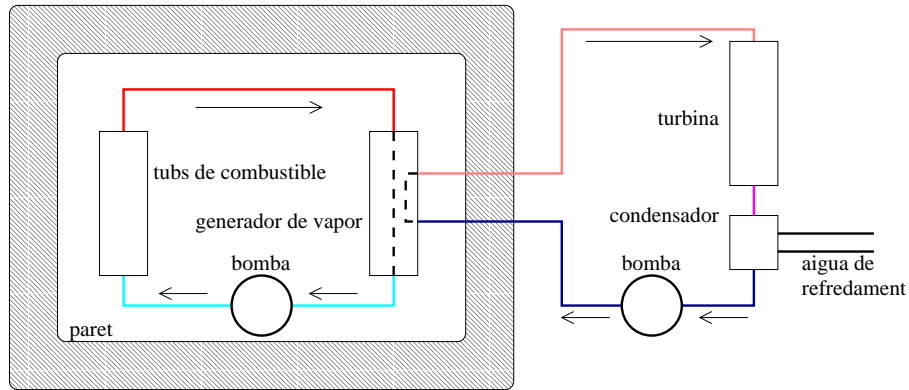 turbina
tubs de combustible
generador de vapor
condensador
bomba
bomba
aigua de
refredament
paret